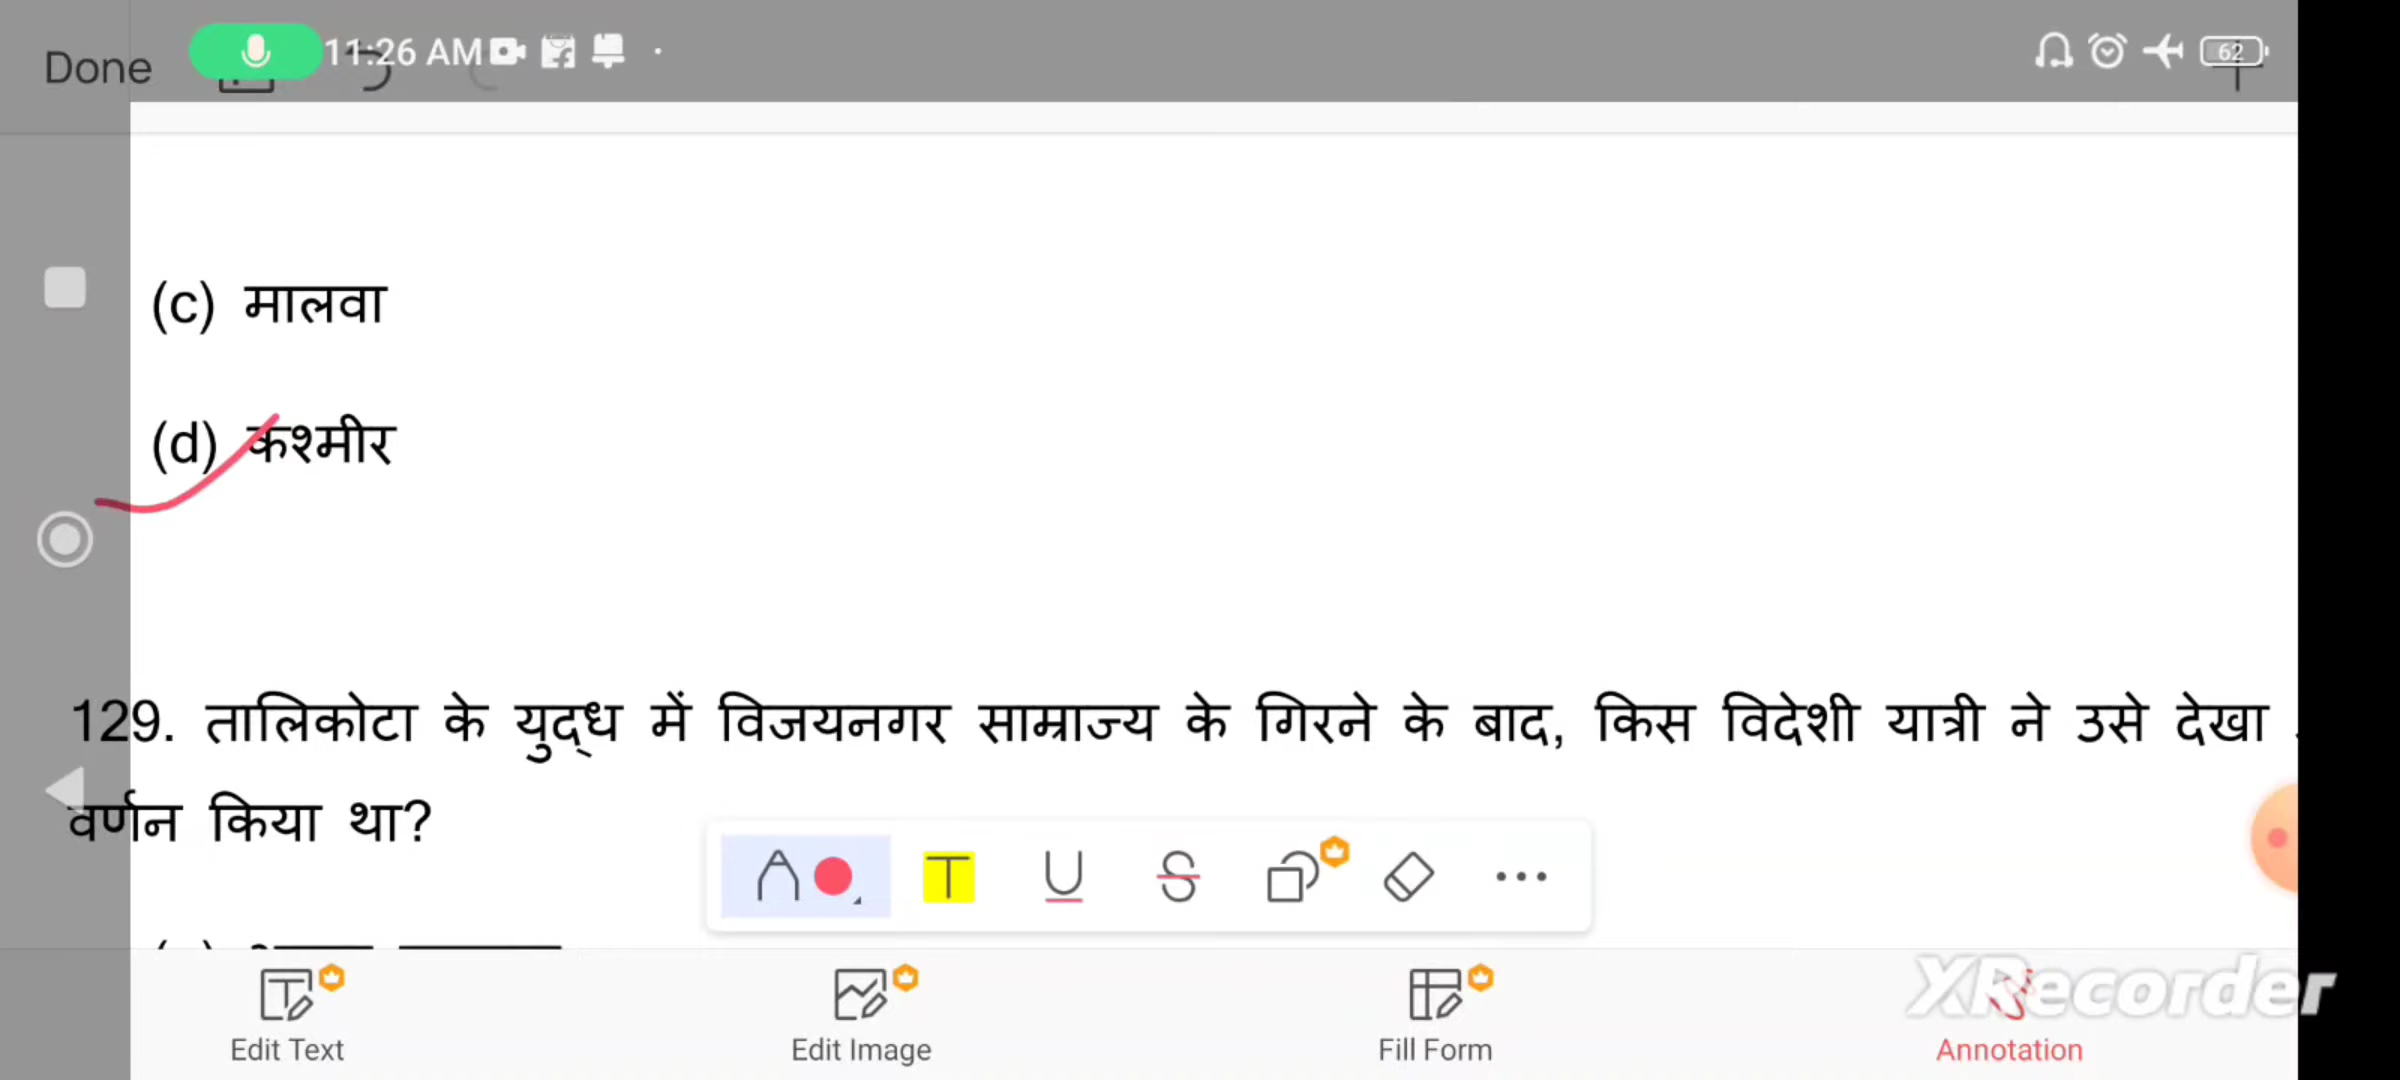 Done 11:26 AM 62
(c) मालवा
(d) कश्मीर
129. तालिकोटा के युद्ध में विजयनगर साम्राज्य के गिरने के बाद, किस विदेशी यात्री ने उसे देखा
वर्णन किया था?
Edit Text Edit Image Fill Form Annotation
XRecorder